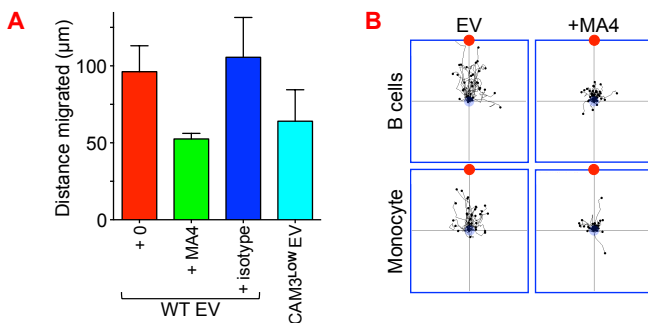 A
Distance migrated (µm)
100
50
0
+ 0
+ MA4
+ isotype
CAM3LOW EV
WT EV
B
EV
+MA4
B cells
Monocyte